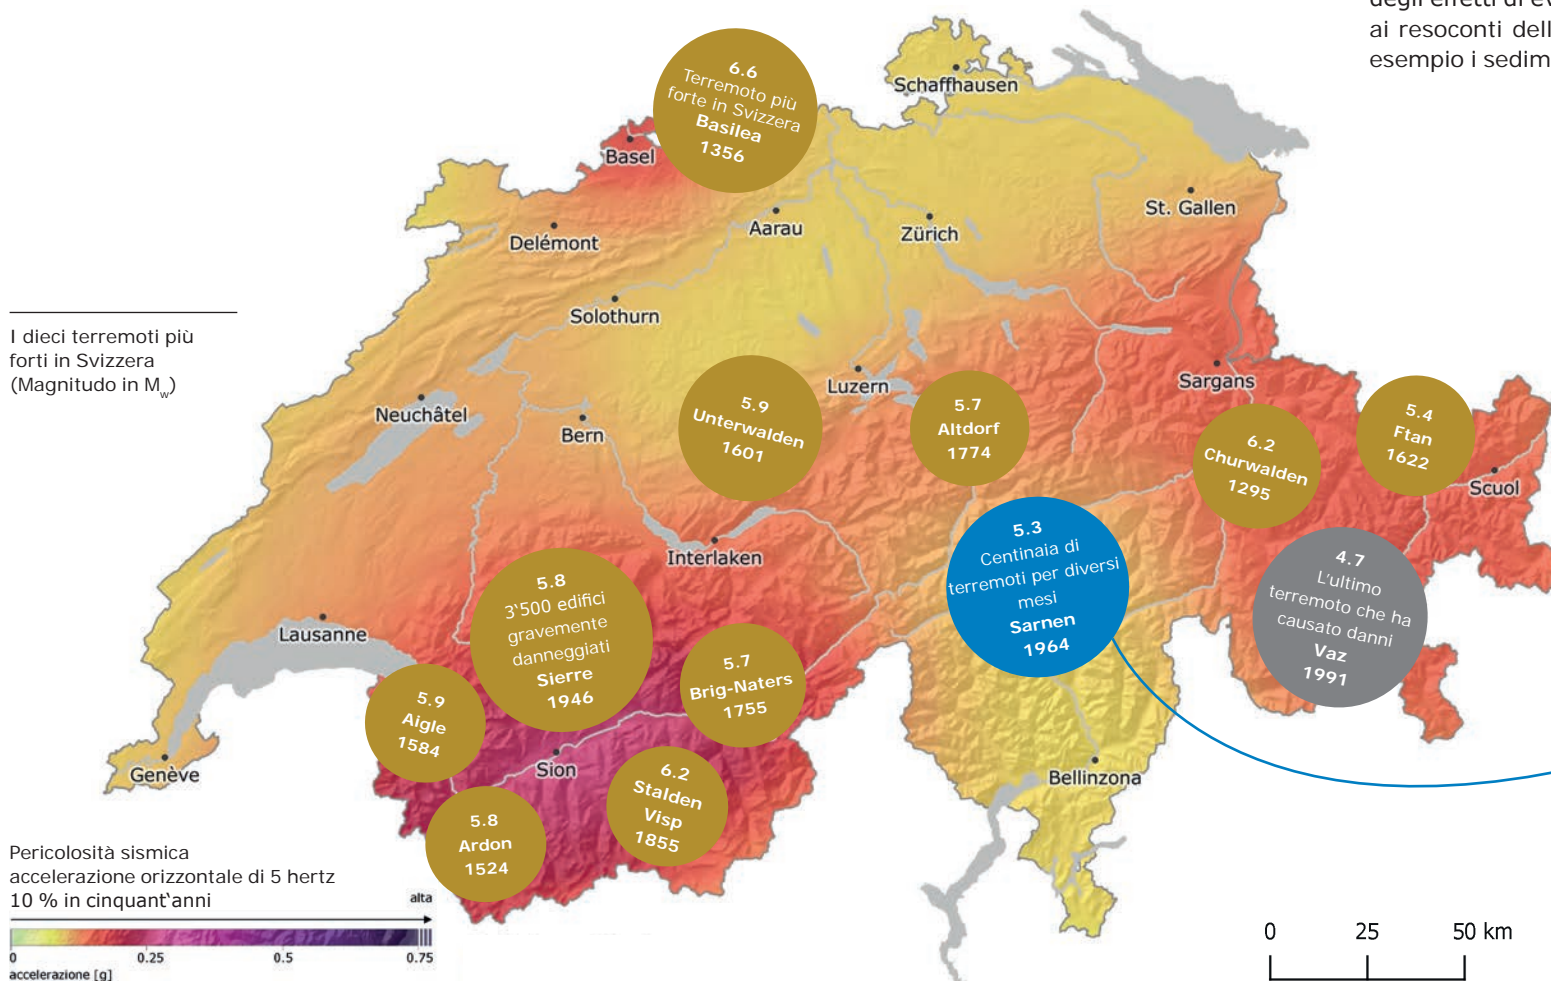 degli effetti di ev
ai resoconti dell
esempio i sedim
6.6
Terremoto più
forte in Svizzera
Basilea
1356
Schaffhausen
Basel
St. Gallen
Delémont
Aarau
Zürich
Solothurn
I dieci terremoti più
forti in Svizzera
(Magnitudo in Mw)
Neuchâtel
Bern
5.9
Unterwalden
1601
Luzern
5.7
Altdorf
1774
Sargans
6.2
Churwalden
1295
5.4
Ftan
1622
Scuol
Interlaken
5.3
Centinaia di
terremoti per diversi
mesi
Sarnen
1964
4.7
L'ultimo
terremoto che ha
causato danni
Vaz
1991
5.8
3'500 edifici
gravemente
danneggiati
Sierre
1946
Lausanne
5.9
Aigle
1584
5.7
Brig-Naters
1755
Genève
Sion
6.2
Stalden
Visp
1855
Bellinzona
5.8
Ardon
1524
Pericolosità sismica
accelerazione orizzontale di 5 hertz
10 % in cinquant'anni
alta
0 0.25 0.5 0.75
accelerazione [g]
0 25 50 km